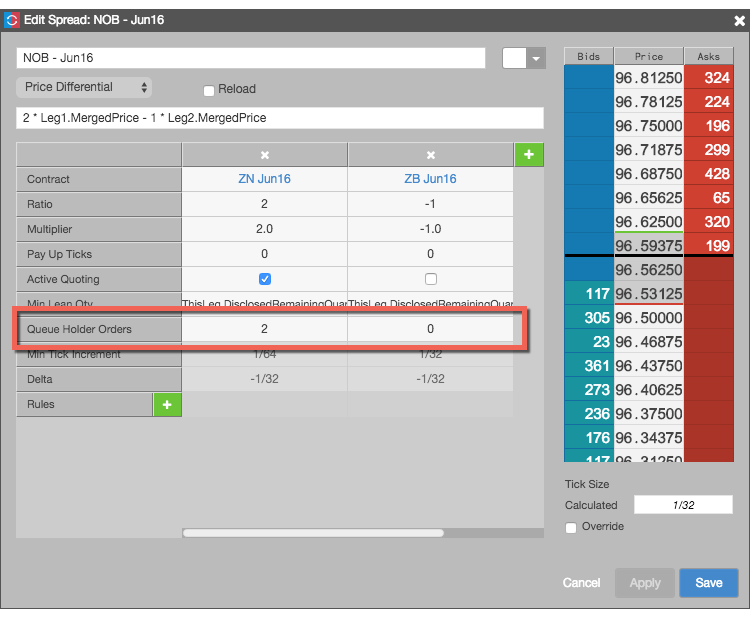 Edit Spread: NOB - Jun16
NOB - Jun16
Price Differential
Reload
2 * Leg1.MergedPrice - 1 * Leg2.MergedPrice
ZN Jun16 ZB Jun16
Contract
Ratio 2 -1
Multiplier 2.0 -1.0
Pay Up Ticks 0 0
Active Quoting
Min Lean Qty ThisLeg.DisclosedRemainingQuar ThisLeg.DisclosedRemainingQuar
Queue Holder Orders 2 0
Min Tick Increment 1/64 1/32
Delta -1/32 -1/32
Rules
Bids Price Asks
96.81250 324
96.78125 224
96.75000 196
96.71875 299
96.68750 428
96.65625 65
96.62500 320
96.59375 199
96.56250
117 96.53125
305 96.50000
23 96.46875
361 96.43750
273 96.40625
236 96.37500
176 96.34375
117 96.31250
Tick Size
Calculated 1/32
Override
Cancel Apply Save